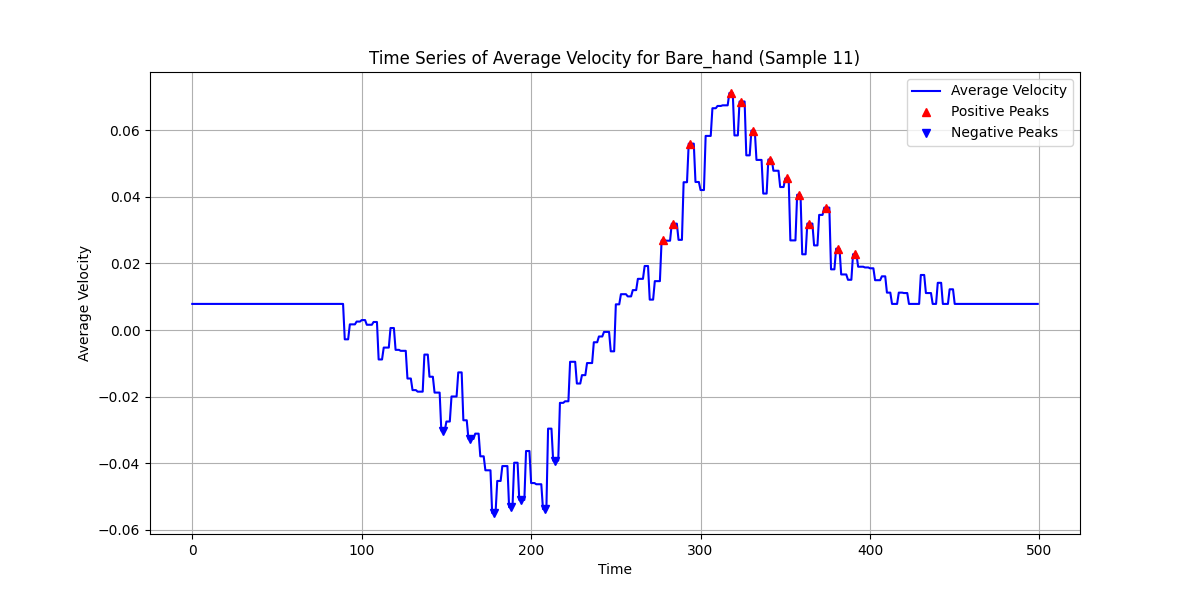 Time Series of Average Velocity for Bare_hand (Sample 11)
Average Velocity
Positive Peaks
Negative Peaks
0.06
0.04
0.02
0.00
−0.02
−0.04
−0.06
Average Velocity
0 100 200 300 400 500
Time